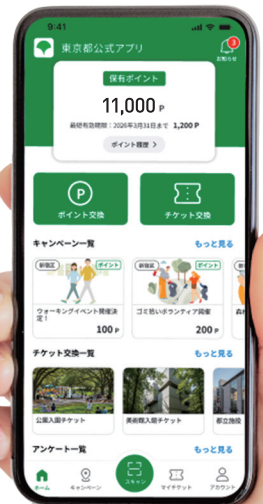 9:41
東京都公式アプリ
3
お知らせ
保有ポイント
11,000 P
最短有効期限：2026年3月31日まで 1,200 P
ポイント履歴 >
P
ポイント交換
チケット交換
キャンペーン一覧
もっと見る
新宿区
ポイント
ウォーキングイベント開催決定！
100 P
新宿区
ポイント
ゴミ拾いボランティア開催
200 P
チケット交換一覧
もっと見る
公園入園チケット
美術館入館チケット
都立施設
アンケート一覧
もっと見る
ホーム
キャンペーン
スキャン
マイチケット
アカウント